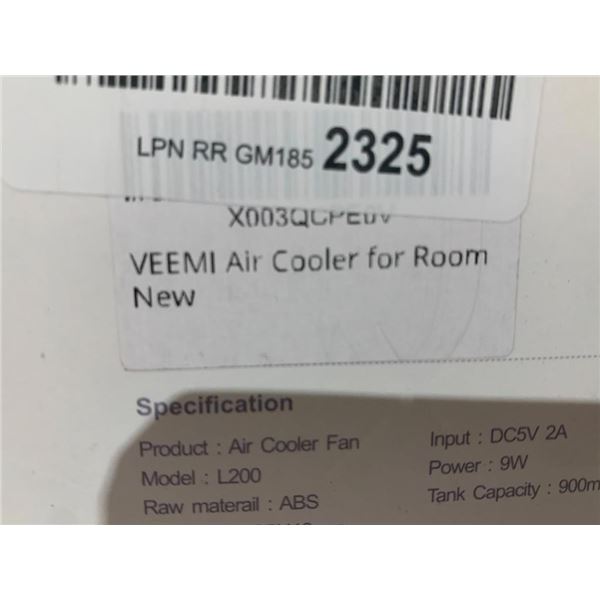 LPN RR GM185 2325
VEEMI Air Cooler for Room
New
Specification
Product : Air Cooler Fan
Model : L200
Raw materail : ABS
Input : DC5V 2A
Power : 9W
Tank Capacity : 900m